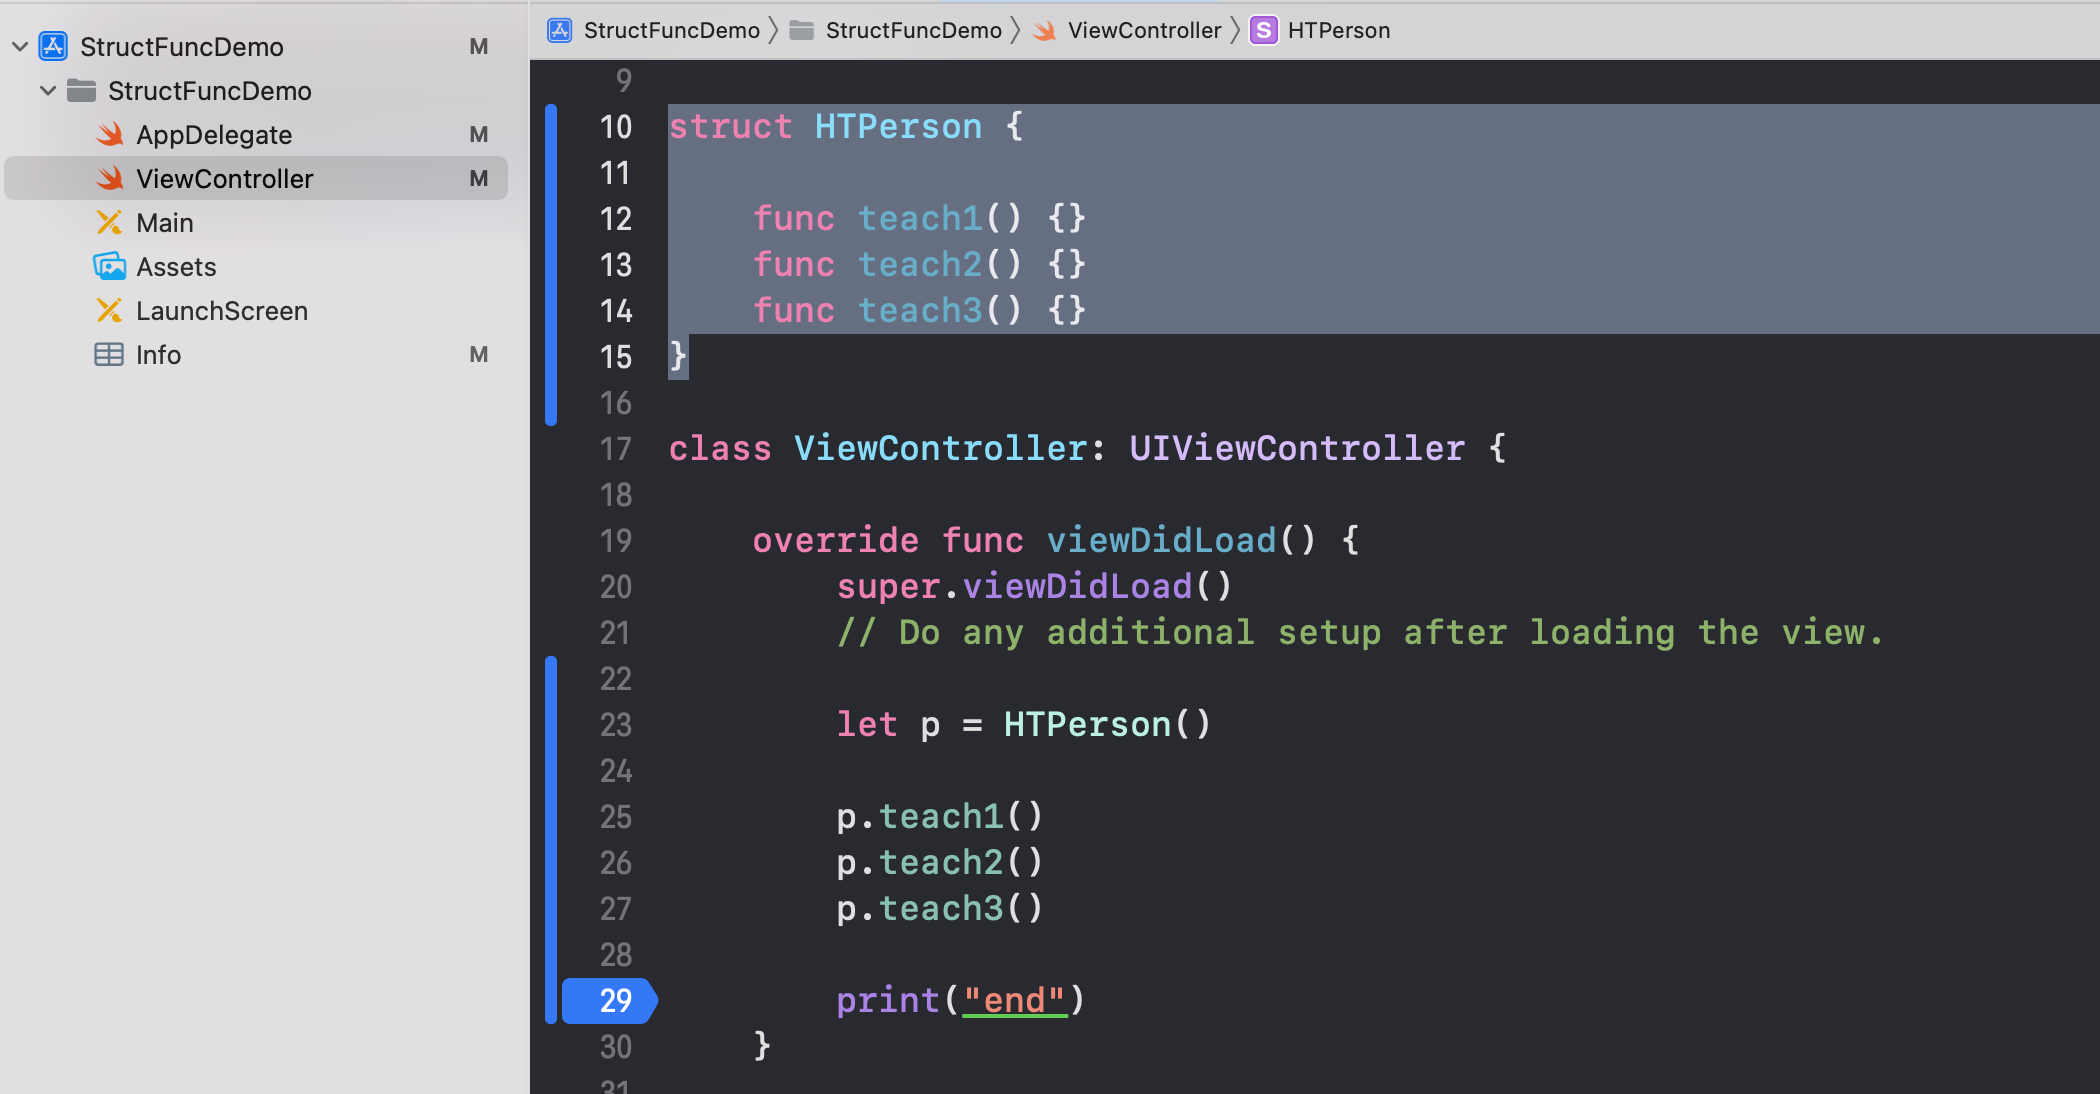 StructFuncDemo M
StructFuncDemo
AppDelegate M
ViewController M
Main
Assets
LaunchScreen
Info M
StructFuncDemo StructFuncDemo ViewController S HTPerson
9
10 struct HTPerson {
11
12 func teach1() {}
13 func teach2() {}
14 func teach3() {}
15 }
16
17 class ViewController: UIViewController {
18
19 override func viewDidLoad() {
20 super.viewDidLoad()
21 // Do any additional setup after loading the view.
22
23 let p = HTPerson()
24
25 p.teach1()
26 p.teach2()
27 p.teach3()
28
29 print("end")
30 }
31